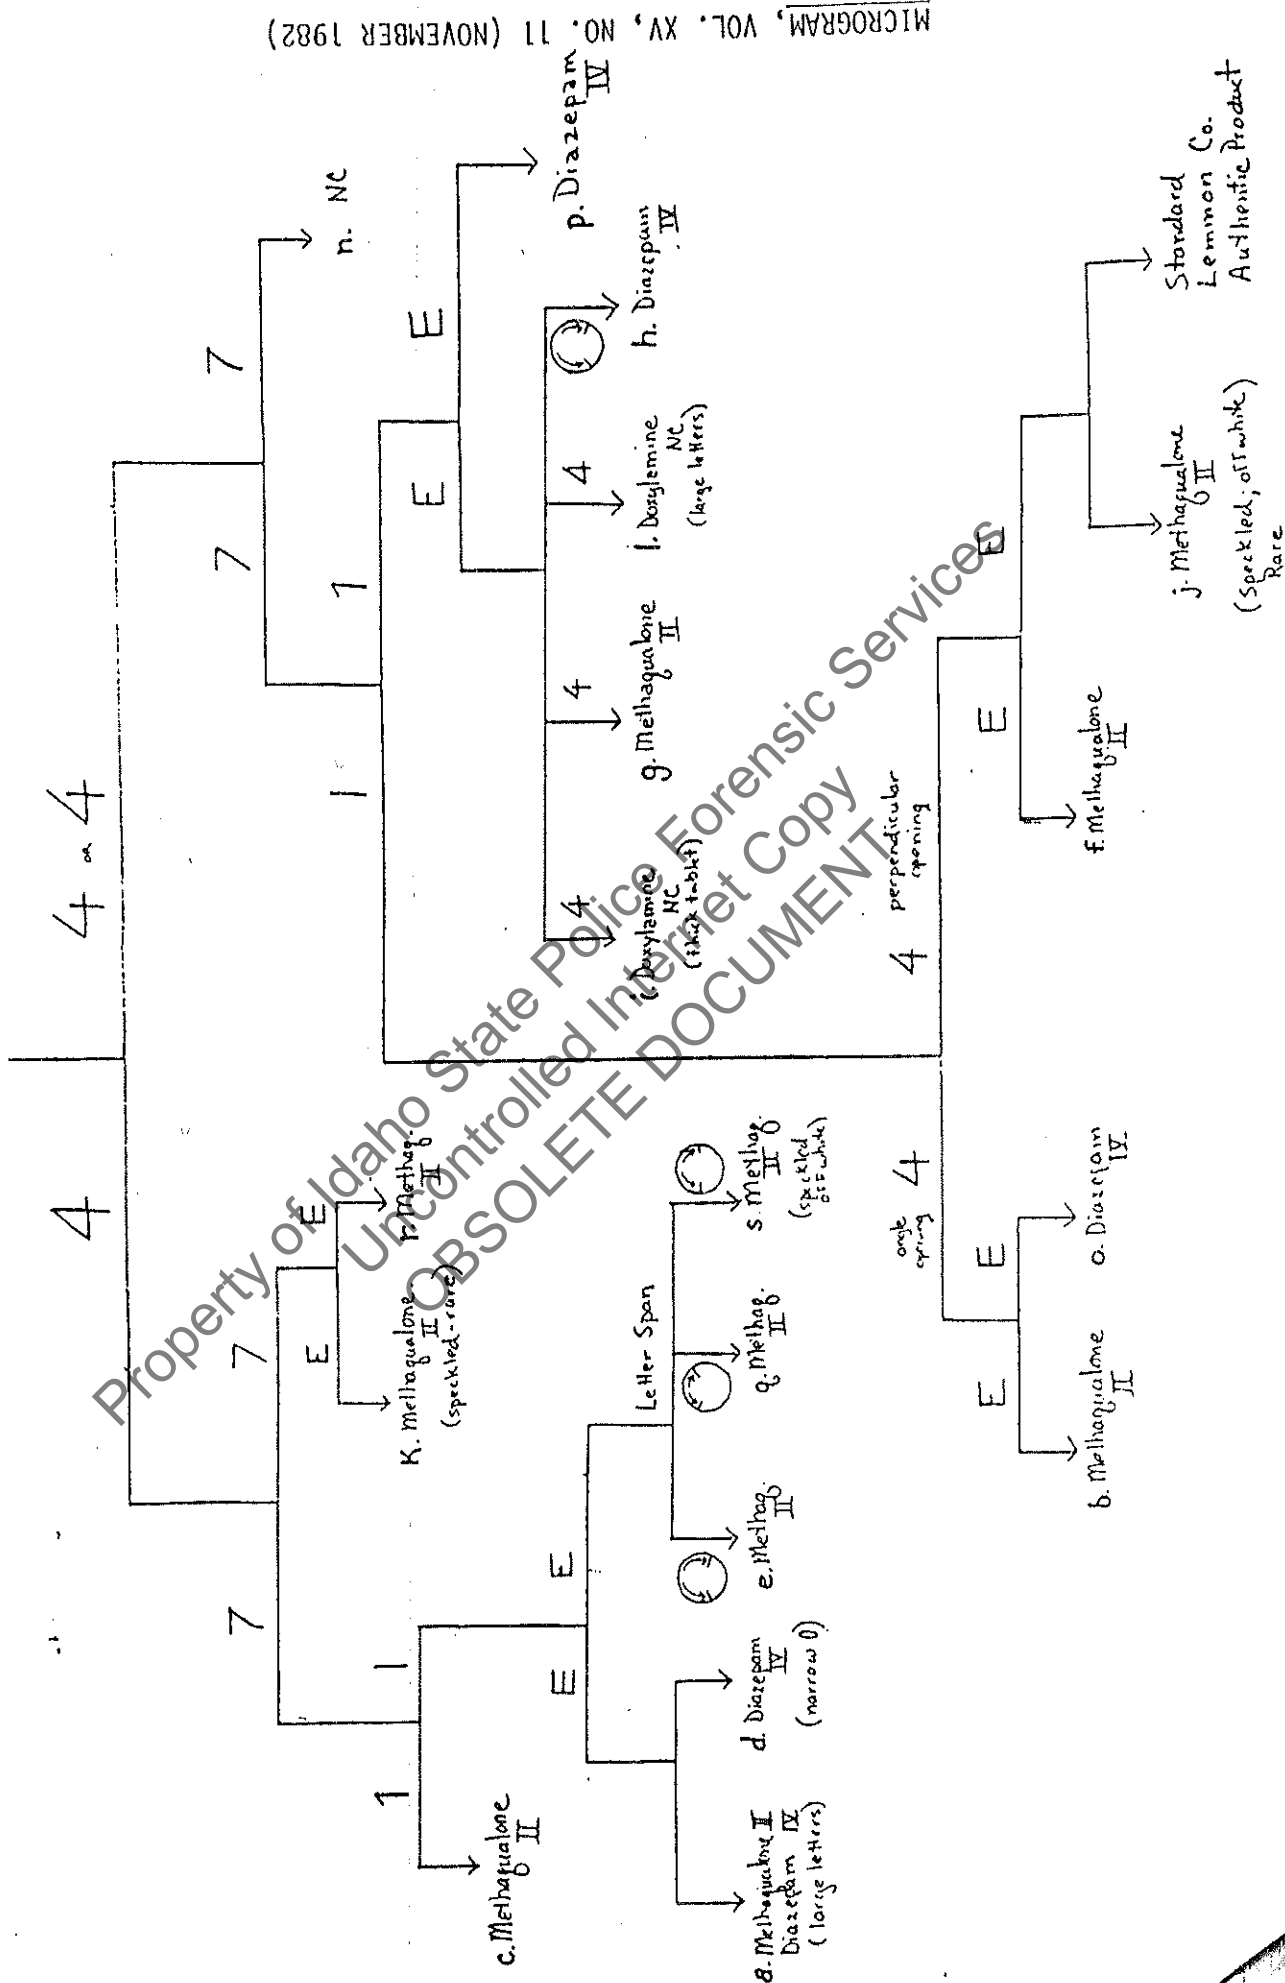 MICROGRAM, VOL. XV, NO. 11 (NOVEMBER 1982)
4
4 or 4
7
7
7
7
n. NC
1
1
1
1
c. Methaqualone
II
E
E
K. Methaqualone
II
(speckled-rare)
r. Methaq.
II
E
E
p. Diazepam
IV
4
i. Doxylamine
NC
(thick tablet)
4
g. Methaqualone
II
4
l. Doxylemine
NC
(large letters)
h. Diazepam
IV
E
E
a. Methaqualone II
Diazepam IV
(large letters)
d. Diazepam
IV
(narrow 0)
Letter Span
e. Methaq.
II
q. Methaq.
II
s. Methaq.
II
(speckled
off white)
angle
opening
4
4
perpendicular
opening
E
E
b. Methaqualone
II
o. Diazepam
IV
E
E
f. Methaqualone
II
j. Methaqualone
II
(Speckled; off white)
Rare
Standard
Lemmon Co.
Authentic Product
Property of Idaho State Police Forensic Services
Uncontrolled Internet Copy
OBSOLETE DOCUMENT